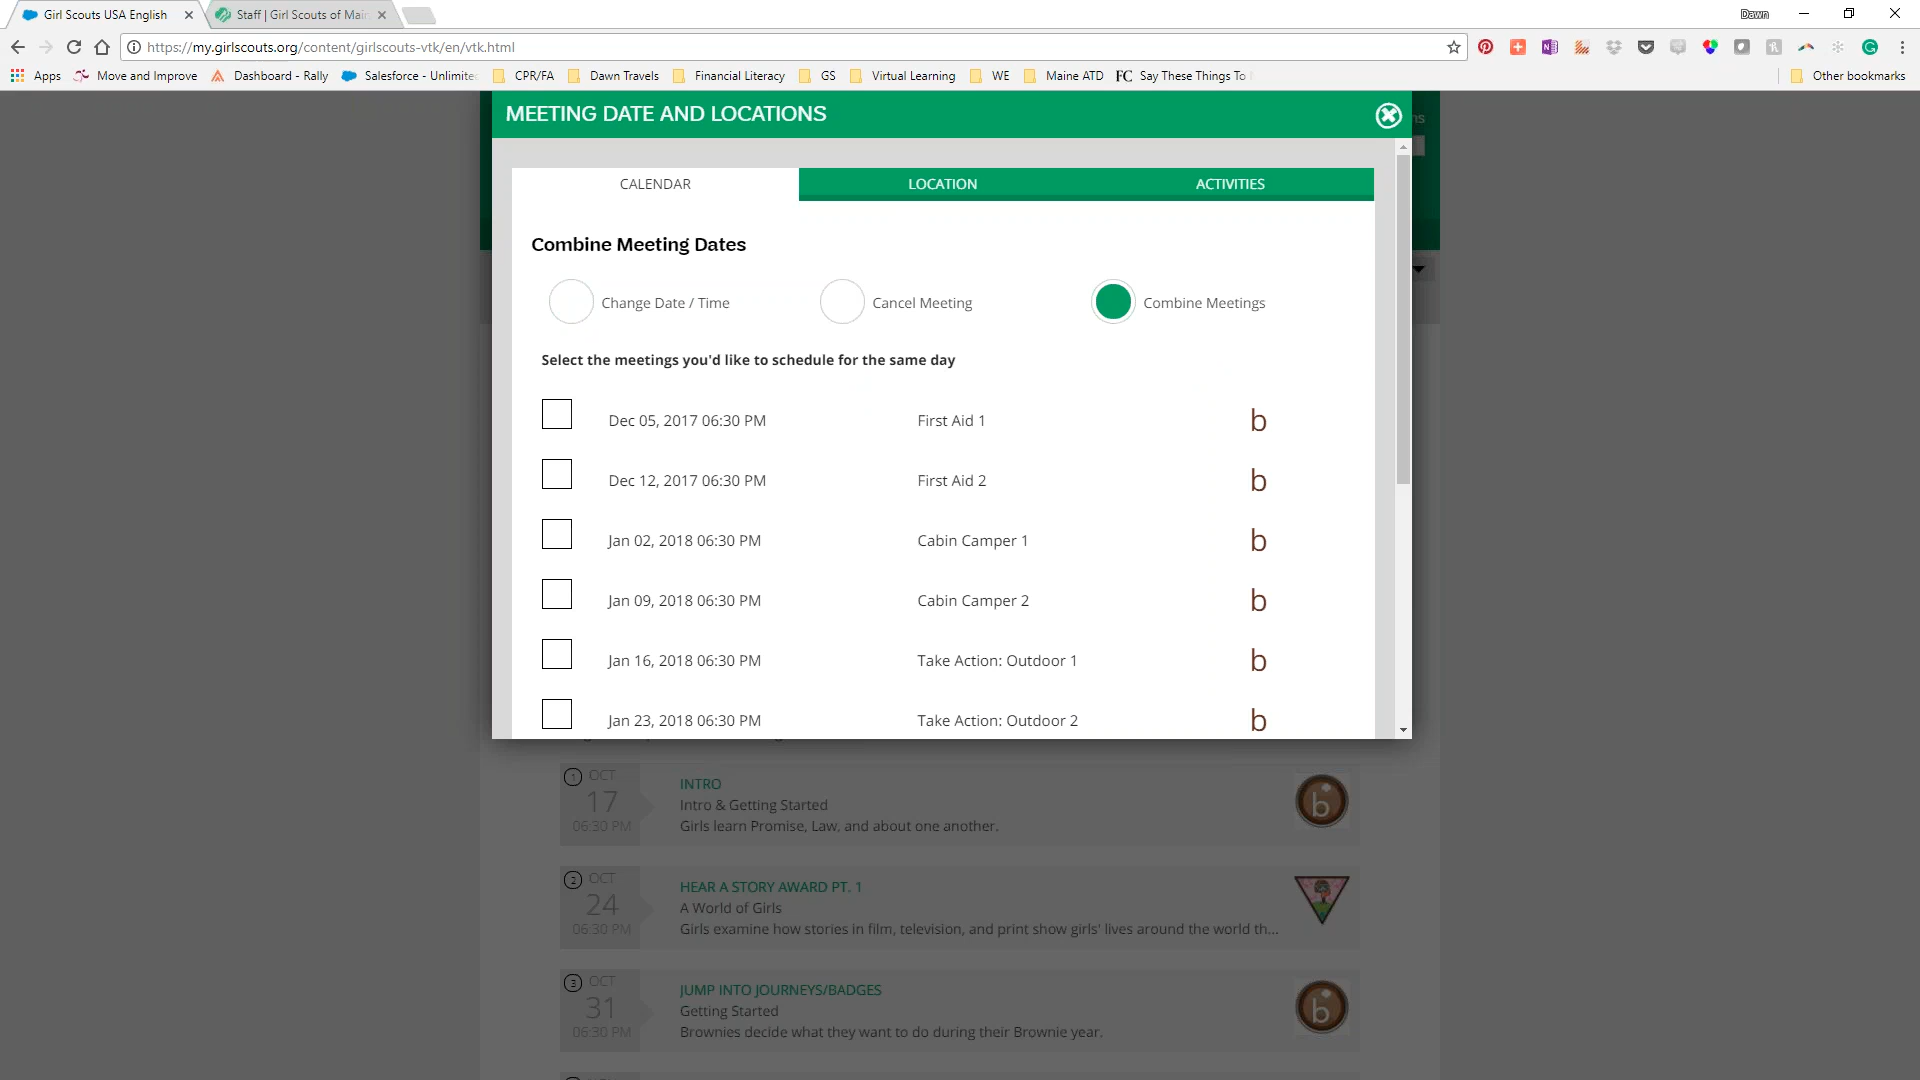 Girl Scouts USA English
Staff | Girl Scouts of Main
Dawn
https://my.girlscouts.org/content/girlscouts-vtk/en/vtk.html
Apps Move and Improve Dashboard - Rally Salesforce - Unlimite CPR/FA Dawn Travels Financial Literacy GS Virtual Learning WE Maine ATD FC Say These Things To Other bookmarks
MEETING DATE AND LOCATIONS
CALENDAR LOCATION ACTIVITIES
Combine Meeting Dates
Change Date / Time Cancel Meeting Combine Meetings
Select the meetings you'd like to schedule for the same day
Dec 05, 2017 06:30 PM First Aid 1 b
Dec 12, 2017 06:30 PM First Aid 2 b
Jan 02, 2018 06:30 PM Cabin Camper 1 b
Jan 09, 2018 06:30 PM Cabin Camper 2 b
Jan 16, 2018 06:30 PM Take Action: Outdoor 1 b
Jan 23, 2018 06:30 PM Take Action: Outdoor 2 b
1 OCT
17
06:30 PM
INTRO
Intro & Getting Started
Girls learn Promise, Law, and about one another.
b
2 OCT
24
06:30 PM
HEAR A STORY AWARD PT. 1
A World of Girls
Girls examine how stories in film, television, and print show girls' lives around the world th...
3 OCT
31
06:30 PM
JUMP INTO JOURNEYS/BADGES
Getting Started
Brownies decide what they want to do during their Brownie year.
b